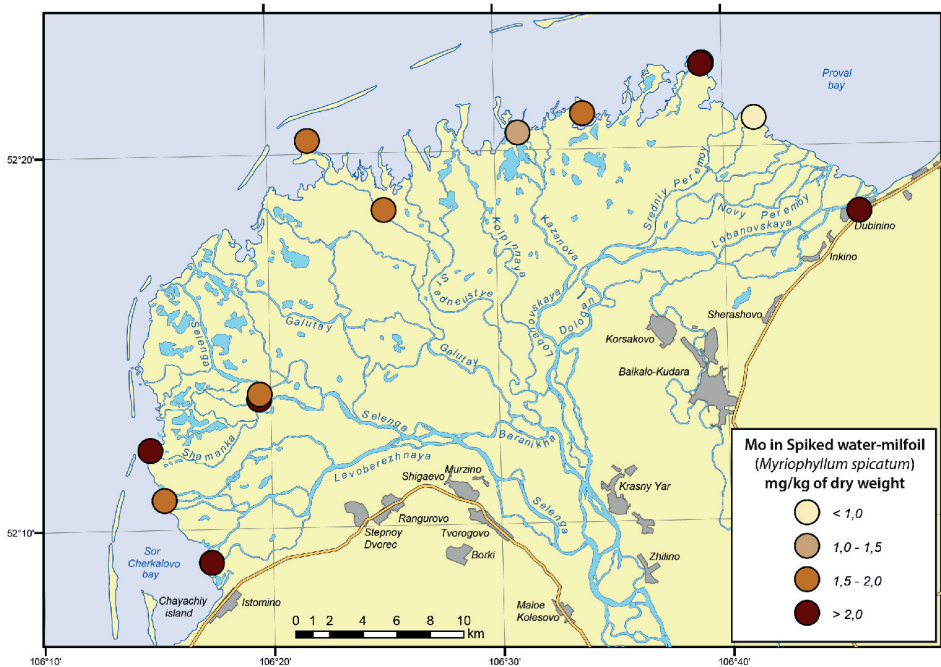 Proval
bay
52°20'
Sredniy Peremoy
Novy Peremoy
Lobanovskaya
Dubinino
Inkino
Kazanova
Kolpinnaya
Sredneustye
Lobanovskaya
Dologan
Sherashovo
Korsakovo
Balkalo-Kudara
Selenga
Galutay
Galutay
Shamanka
Selenga
Baranikha
Levoberezhnaya
Selenga
Murzino
Shigaevo
Rangurovo
Stepnoy
Dvorec
Tvorogovo
Borki
Krasny Yar
Zhilino
52°10'
Sor
Cherkalovo
bay
Chayachiy
island
Istomino
Maloe
Kolesovo
0 1 2 4 6 8 10
km
Mo in Spiked water-milfoil
(Myriophyllum spicatum)
mg/kg of dry weight
< 1,0
1,0 - 1,5
1,5 - 2,0
> 2,0
106°10'
106°20'
106°30'
106°40'